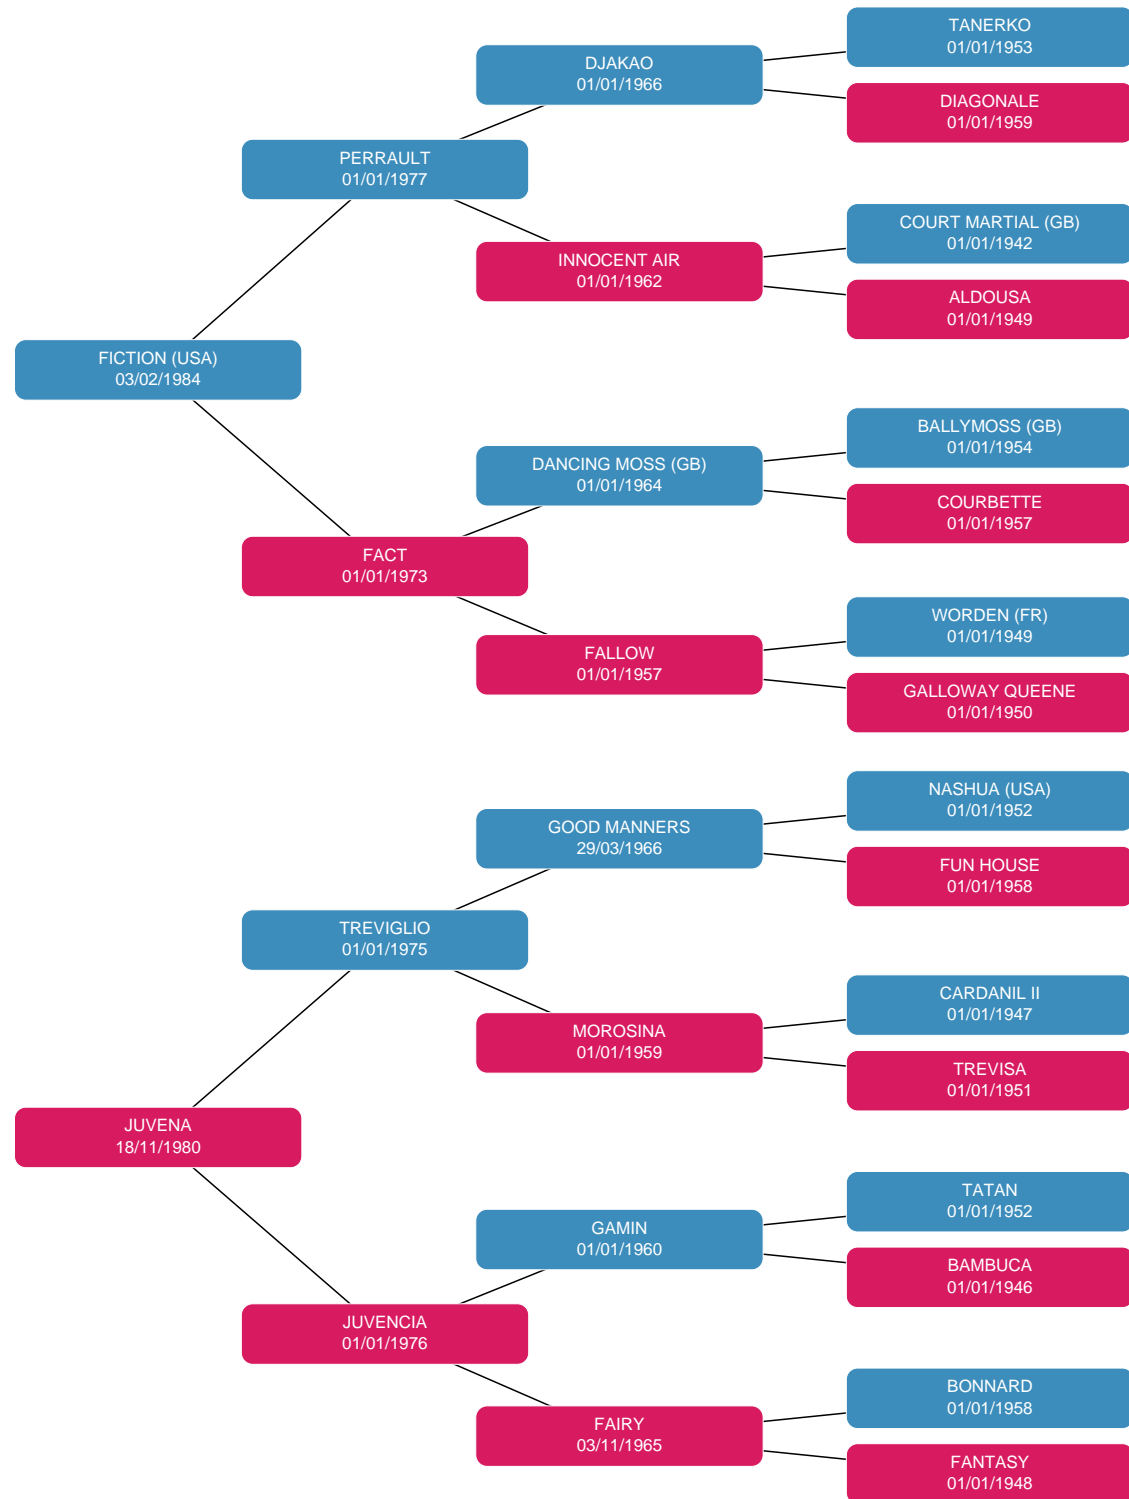 TANERKO
01/01/1953
DJAKAO
01/01/1966
DIAGONALE
01/01/1959
PERRAULT
01/01/1977
COURT MARTIAL (GB)
01/01/1942
INNOCENT AIR
01/01/1962
ALDOUSA
01/01/1949
FICTION (USA)
03/02/1984
BALLYMOSS (GB)
01/01/1954
DANCING MOSS (GB)
01/01/1964
COURBETTE
01/01/1957
FACT
01/01/1973
WORDEN (FR)
01/01/1949
FALLOW
01/01/1957
GALLOWAY QUEENE
01/01/1950
NASHUA (USA)
01/01/1952
GOOD MANNERS
29/03/1966
FUN HOUSE
01/01/1958
TREVIGLIO
01/01/1975
CARDANIL II
01/01/1947
MOROSINA
01/01/1959
TREVISA
01/01/1951
JUVENA
18/11/1980
TATAN
01/01/1952
GAMIN
01/01/1960
BAMBUCA
01/01/1946
JUVENCIA
01/01/1976
BONNARD
01/01/1958
FAIRY
03/11/1965
FANTASY
01/01/1948